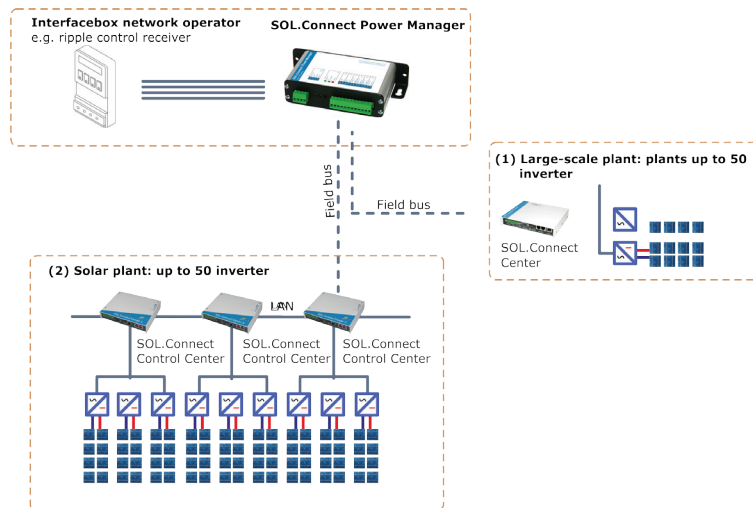 Interfacebox network operator
e.g. ripple control receiver
SOL.Connect Power Manager
Field bus
Field bus
(1) Large-scale plant: plants up to 50
inverter
SOL.Connect
Center
(2) Solar plant: up to 50 inverter
LAN
SOL.Connect
Control Center
SOL.Connect
Control Center
SOL.Connect
Control Center